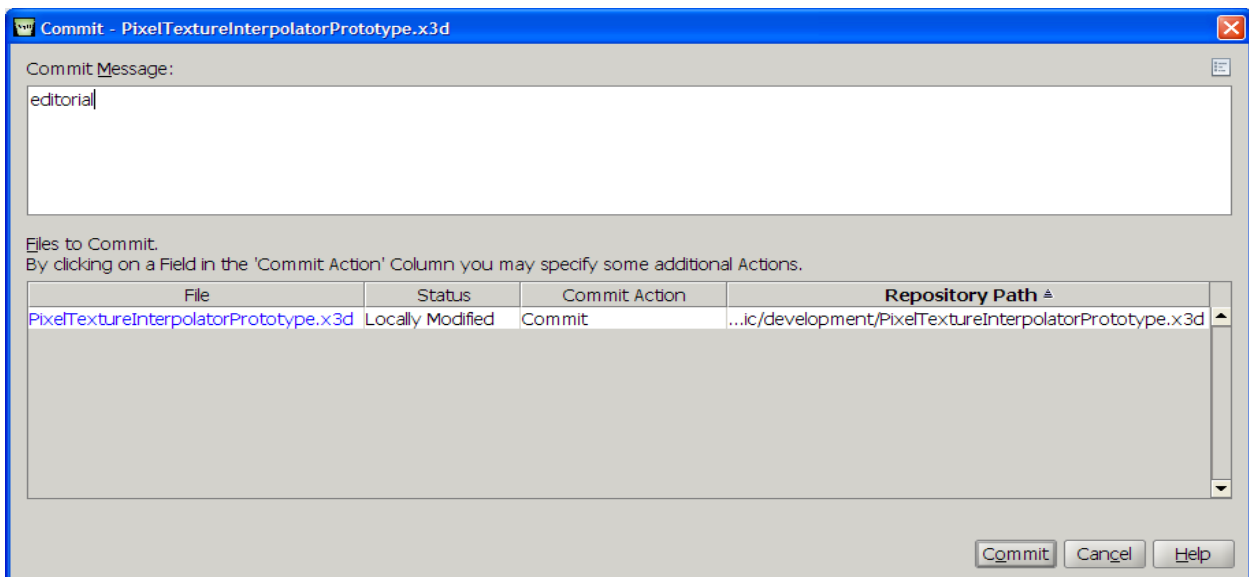 Commit - PixelTextureInterpolatorPrototype.x3d
Commit Message:
editorial
Files to Commit.
By clicking on a Field in the 'Commit Action' Column you may specify some additional Actions.
File Status Commit Action Repository Path
PixelTextureInterpolatorPrototype.x3d Locally Modified Commit ...ic/development/PixelTextureInterpolatorPrototype.x3d
Commit Cancel Help